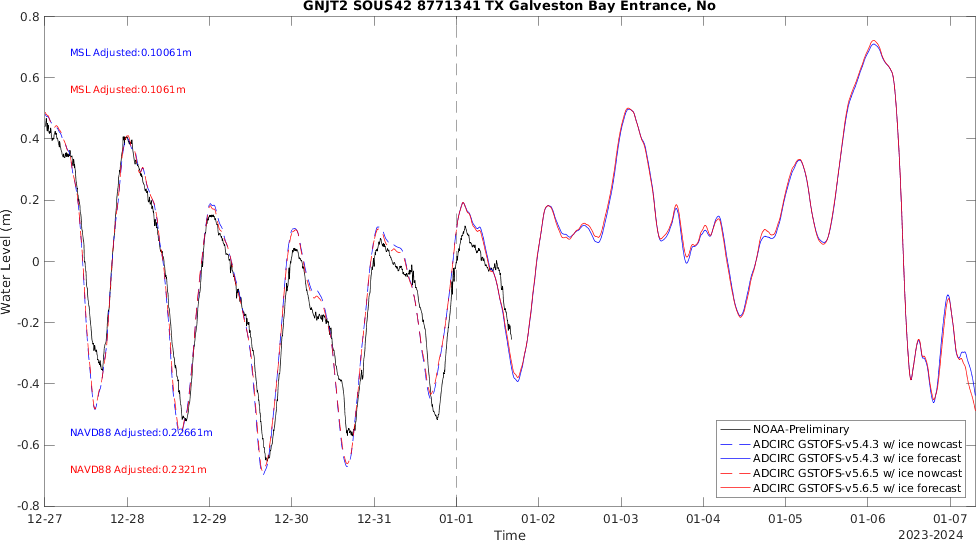 GNJT2 SOUS42 8771341 TX Galveston Bay Entrance, No
MSL Adjusted:0.10061m
MSL Adjusted:0.1061m
NAVD88 Adjusted:0.22661m
NAVD88 Adjusted:0.2321m
Water Level (m)
0.8
0.6
0.4
0.2
0
-0.2
-0.4
-0.6
-0.8
NOAA-Preliminary
ADCIRC GSTOFS-v5.4.3 w/ ice nowcast
ADCIRC GSTOFS-v5.4.3 w/ ice forecast
ADCIRC GSTOFS-v5.6.5 w/ ice nowcast
ADCIRC GSTOFS-v5.6.5 w/ ice forecast
12-27 12-28 12-29 12-30 12-31 01-01 01-02 01-03 01-04 01-05 01-06 01-07
Time
2023-2024